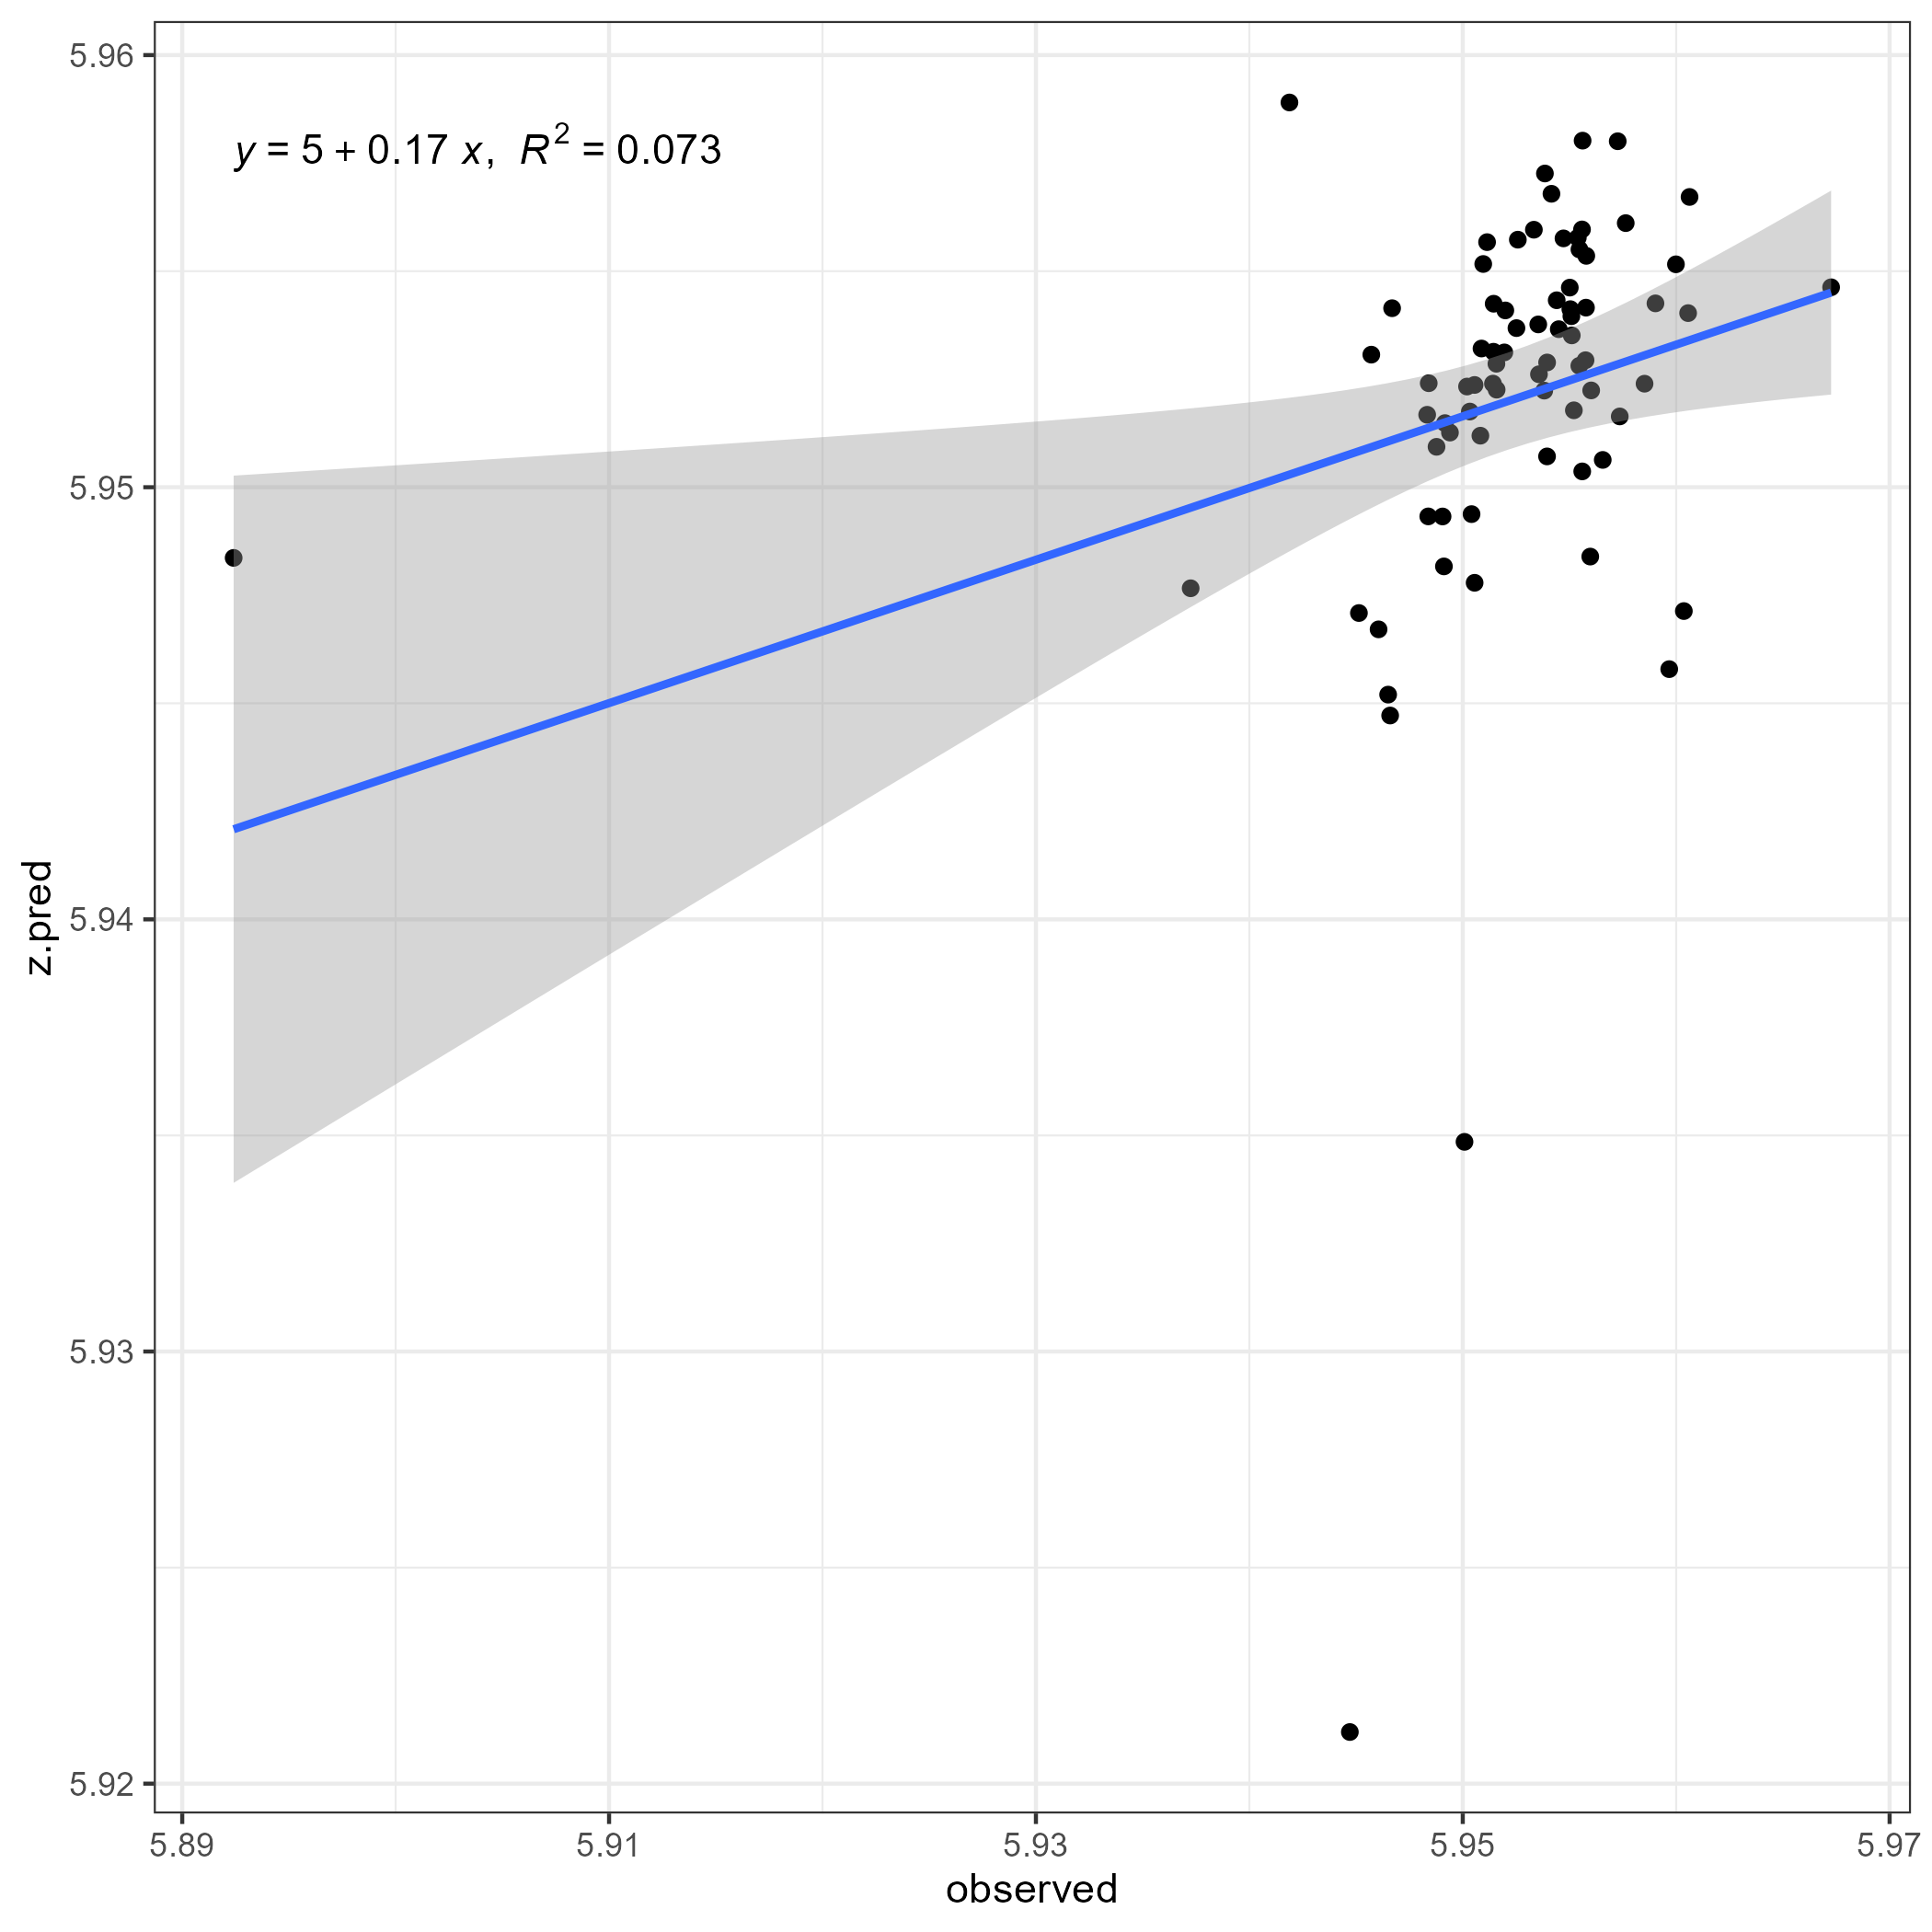 5.96
y = 5 + 0.17 x, R² = 0.073
5.95
5.94
z.pred
5.93
5.92
5.89 5.91 5.93 5.95 5.97
observed